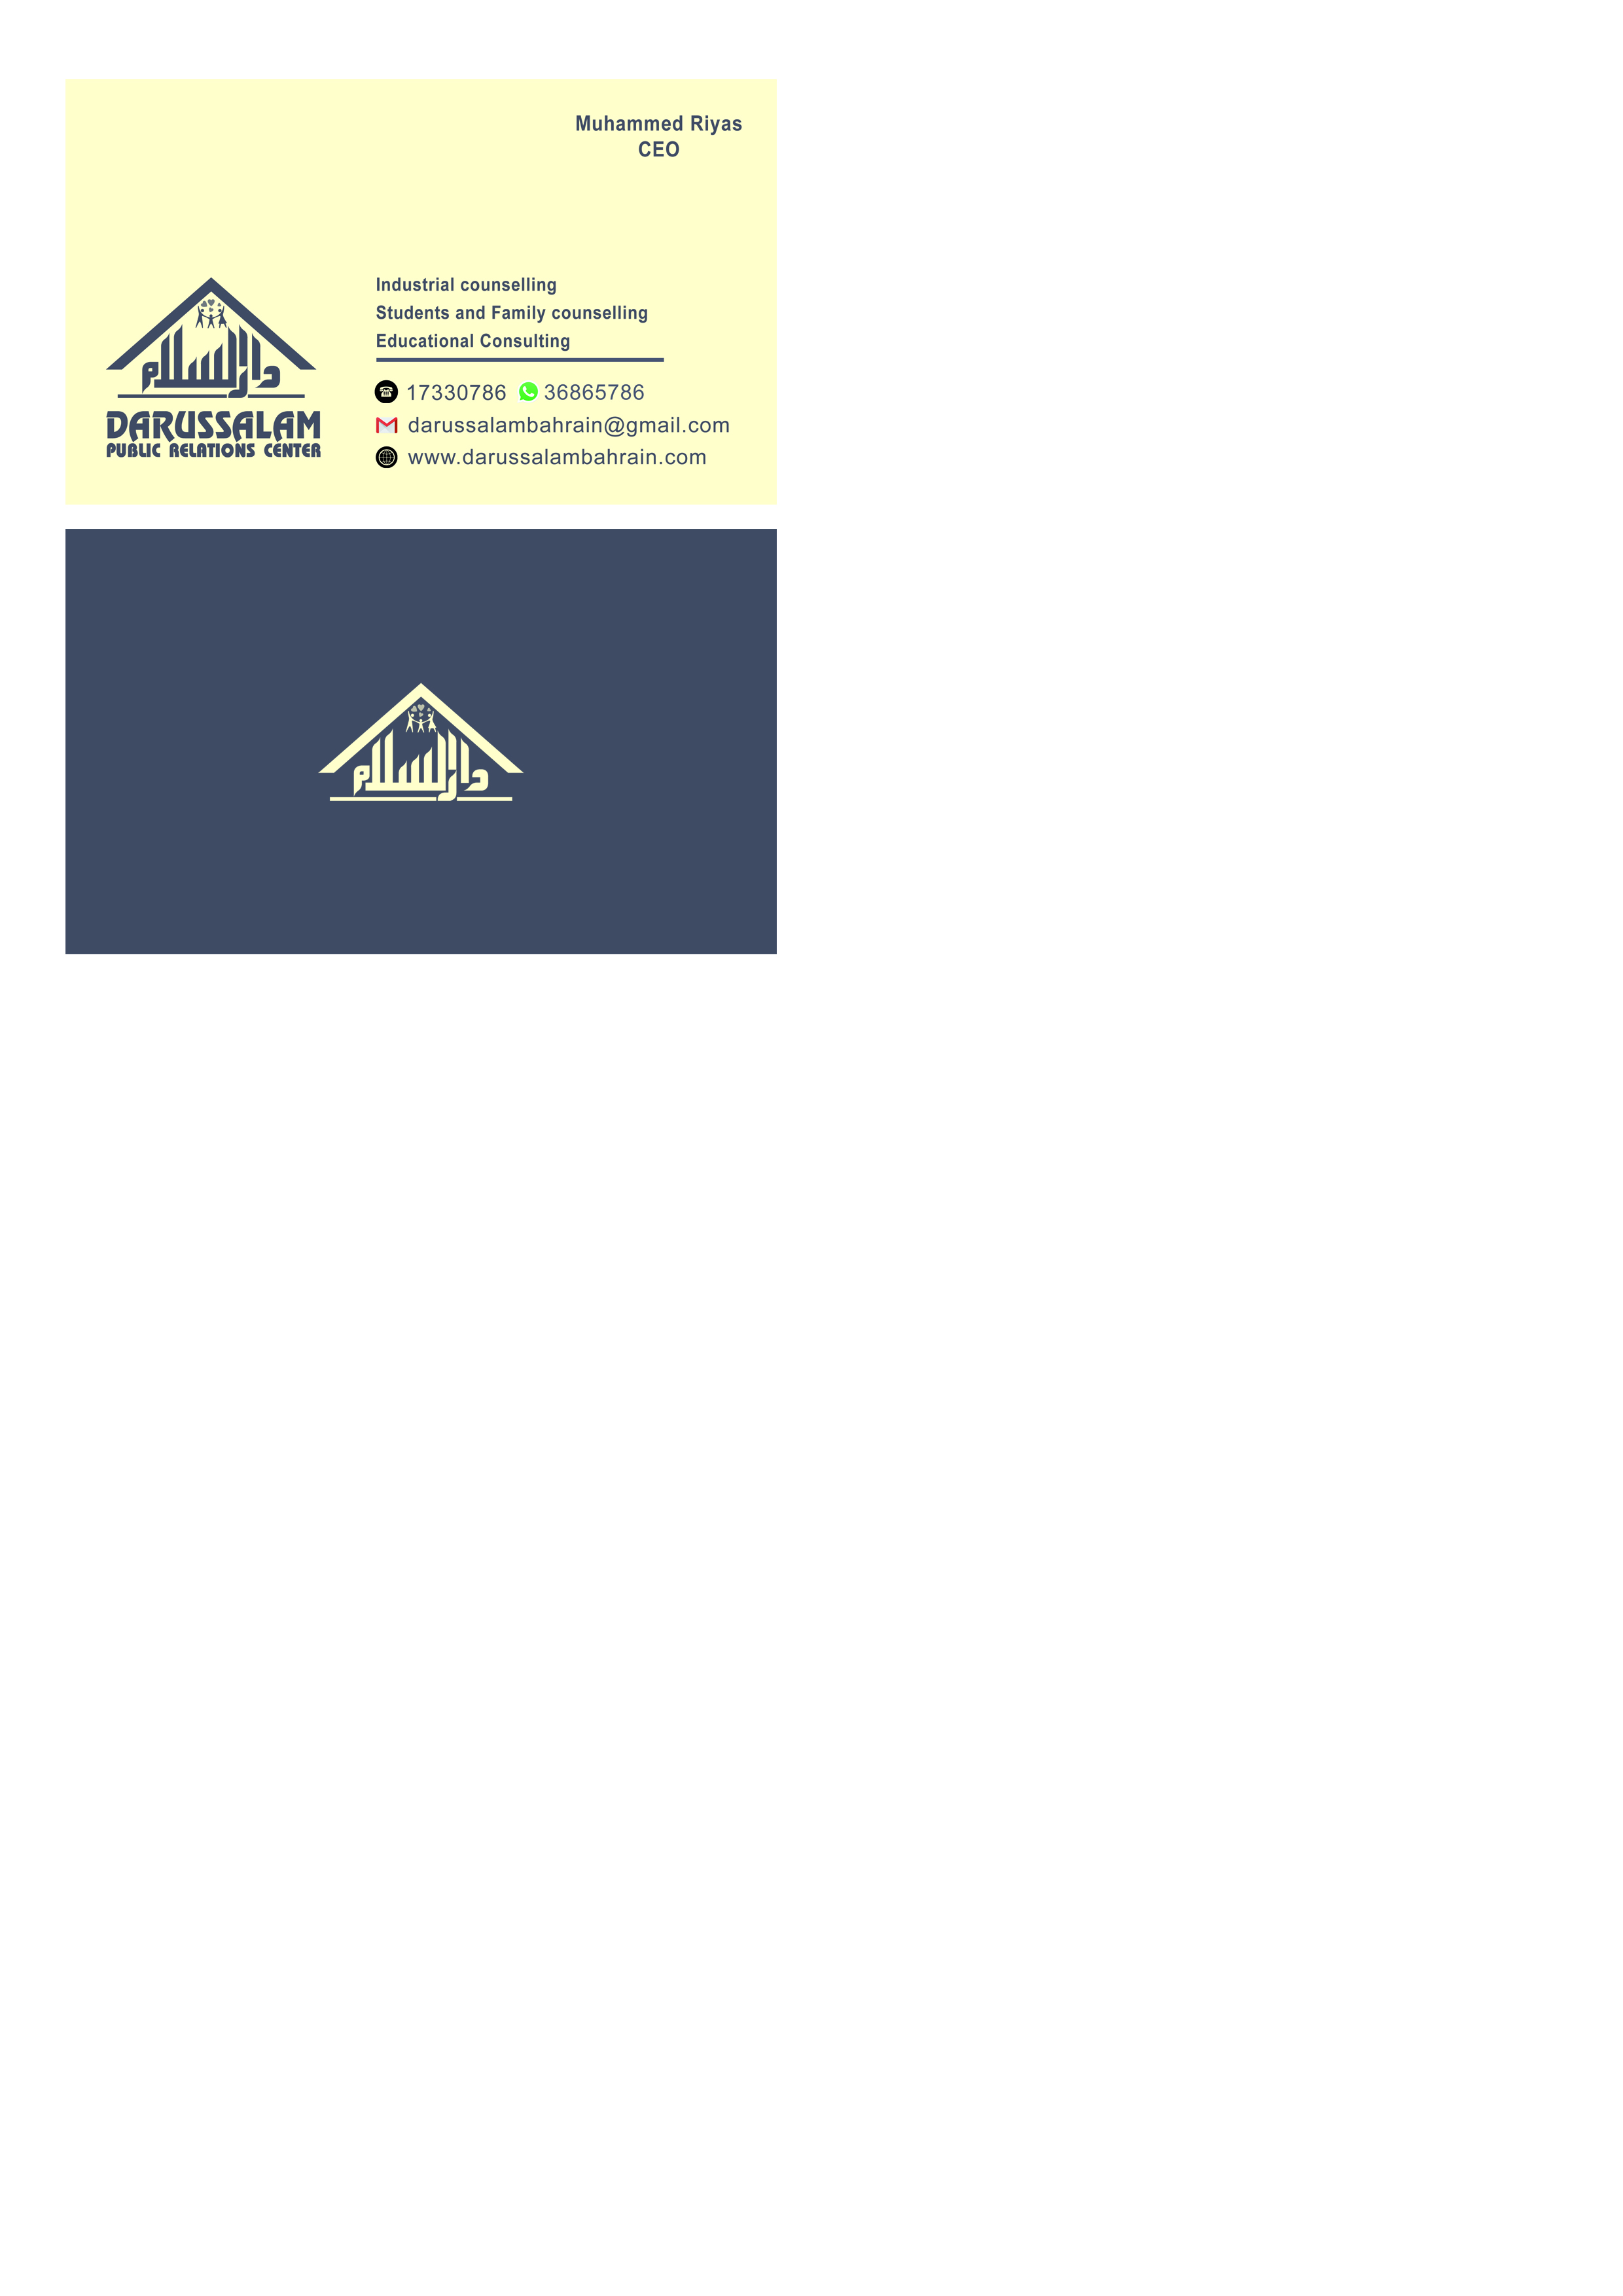 Muhammed Riyas
CEO
Industrial counselling
Students and Family counselling
Educational Consulting
17330786 36865786
darussalambahrain@gmail.com
www.darussalambahrain.com
دار السلام
DARUSSALAM
PUBLIC RELATIONS CENTER
دار السلام